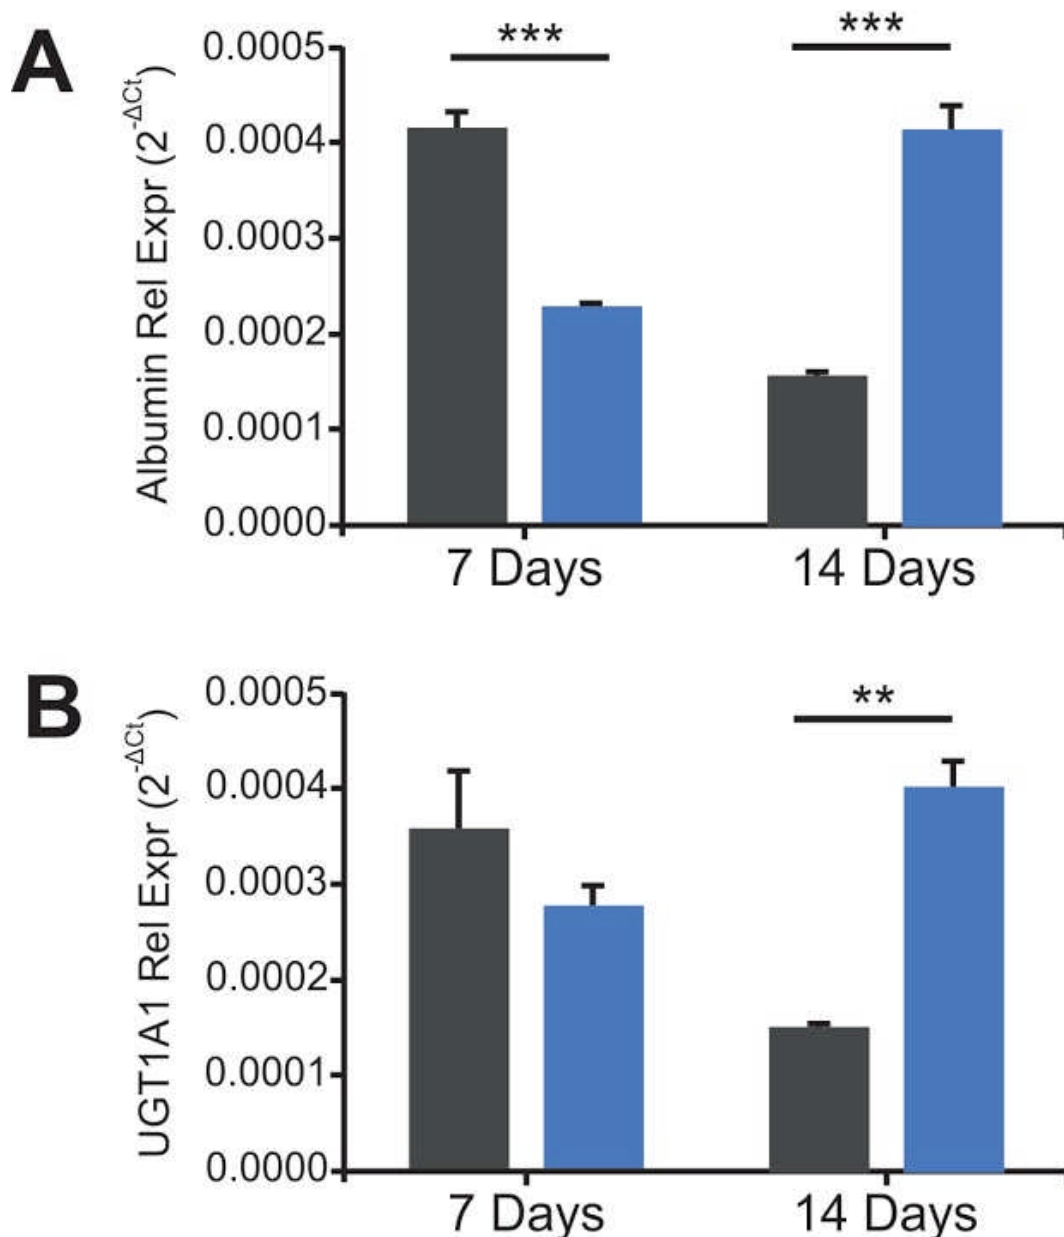 A
Albumin Rel Expr (2^-ΔCt)
0.0005
0.0004
0.0003
0.0002
0.0001
0.0000
***
***
7 Days
14 Days
B
UGT1A1 Rel Expr (2^-ΔCt)
0.0005
0.0004
0.0003
0.0002
0.0001
0.0000
**
7 Days
14 Days